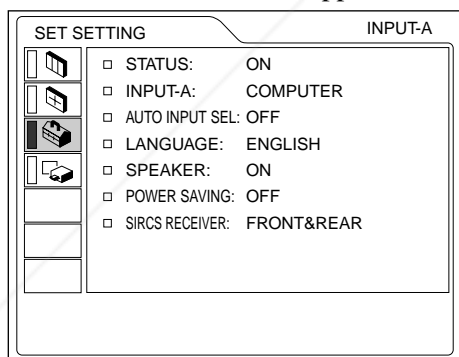 SET SETTING INPUT-A
STATUS: ON
INPUT-A: COMPUTER
AUTO INPUT SEL: OFF
LANGUAGE: ENGLISH
SPEAKER: ON
POWER SAVING: OFF
SIRCS RECEIVER: FRONT&REAR